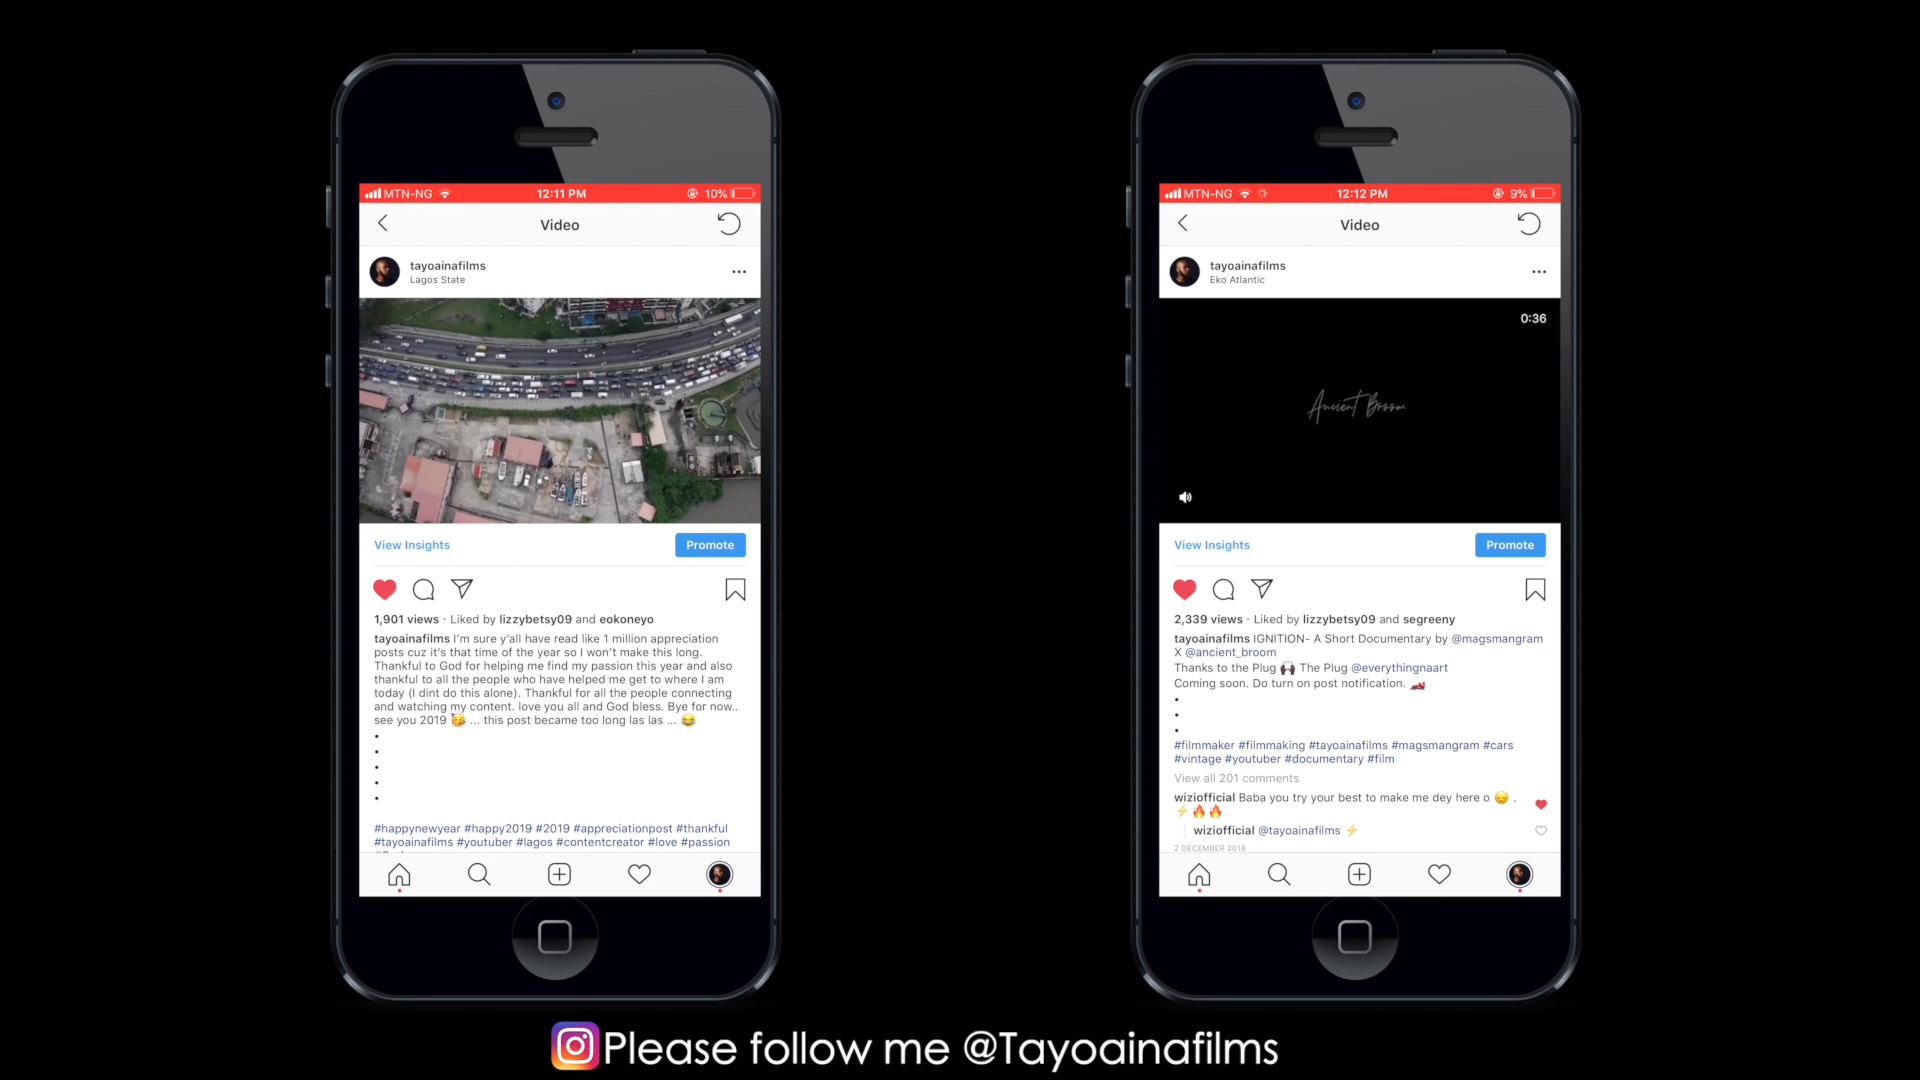 MTN-NG 12:11 PM 10%
Video
tayoainafilms
Lagos State
View Insights Promote
1,901 views · Liked by lizzybetsy09 and eokoneyo
tayoainafilms I'm sure y'all have read like 1 million appreciation
posts cuz it's that time of the year so I won't make this long.
Thankful to God for helping me find my passion this year and also
thankful to all the people who have helped me get to where I am
today (I dint do this alone). Thankful for all the people connecting
and watching my content. love you all and God bless. Bye for now..
see you 2019 🥳 ... this post became too long las las ... 😂
•
•
•
•
•
#happynewyear #happy2019 #2019 #appreciationpost #thankful
#tayoainafilms #youtuber #lagos #contentcreator #love #passion
MTN-NG 12:12 PM 9%
Video
tayoainafilms
Eko Atlantic
0:36
Ancient Broom
View Insights Promote
2,339 views · Liked by lizzybetsy09 and segreeny
tayoainafilms IGNITION- A Short Documentary by @magsmangram
X @ancient_broom
Thanks to the Plug 🙌🏿 The Plug @everythingnaart
Coming soon. Do turn on post notification. 🏎
•
•
•
#filmmaker #filmmaking #tayoainafilms #magsmangram #cars
#vintage #youtuber #documentary #film
View all 201 comments
wiziofficial Baba you try your best to make me dey here o 😞 .
⚡🔥🔥
wiziofficial @tayoainafilms ⚡
2 DECEMBER 2018
Please follow me @Tayoainafilms